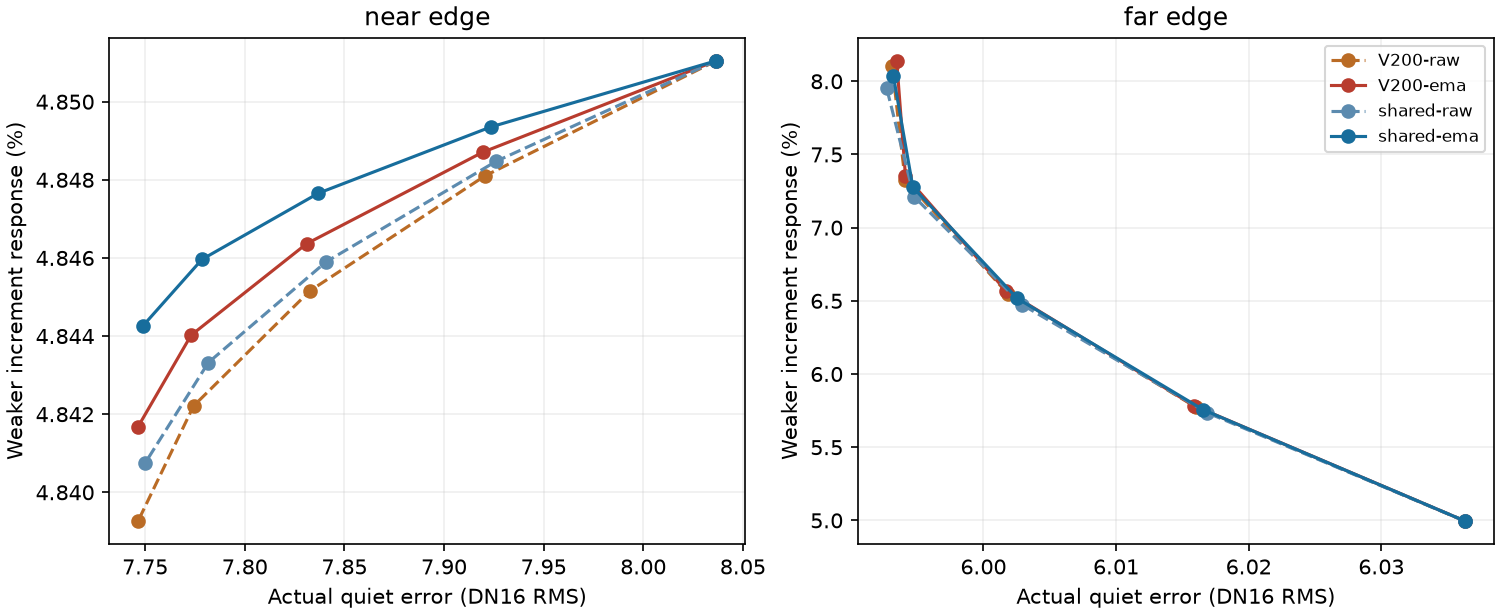 near edge
Weaker increment response (%)
4.850
4.848
4.846
4.844
4.842
4.840
7.75
7.80
7.85
7.90
7.95
8.00
8.05
Actual quiet error (DN16 RMS)
far edge
Weaker increment response (%)
8.0
7.5
7.0
6.5
6.0
5.5
5.0
6.00
6.01
6.02
6.03
Actual quiet error (DN16 RMS)
V200-raw
V200-ema
shared-raw
shared-ema